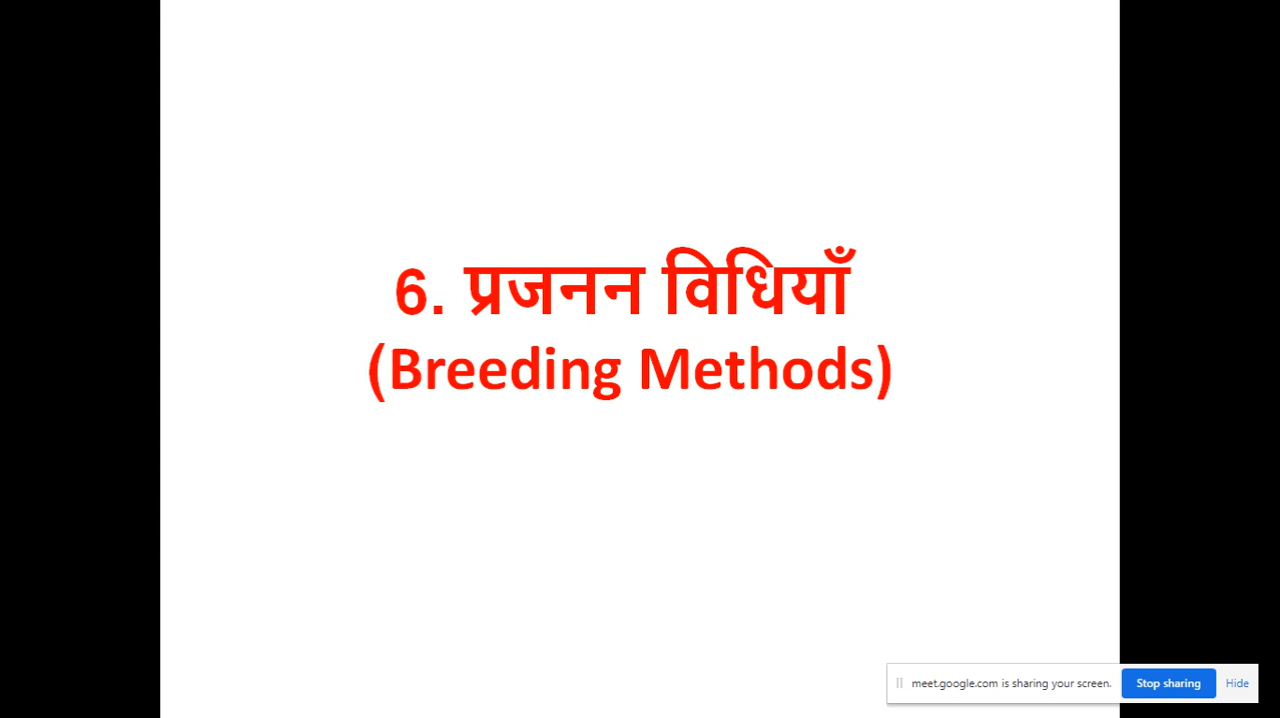 6. प्रजनन विधियाँ
(Breeding Methods)
meet.google.com is sharing your screen. Stop sharing Hide